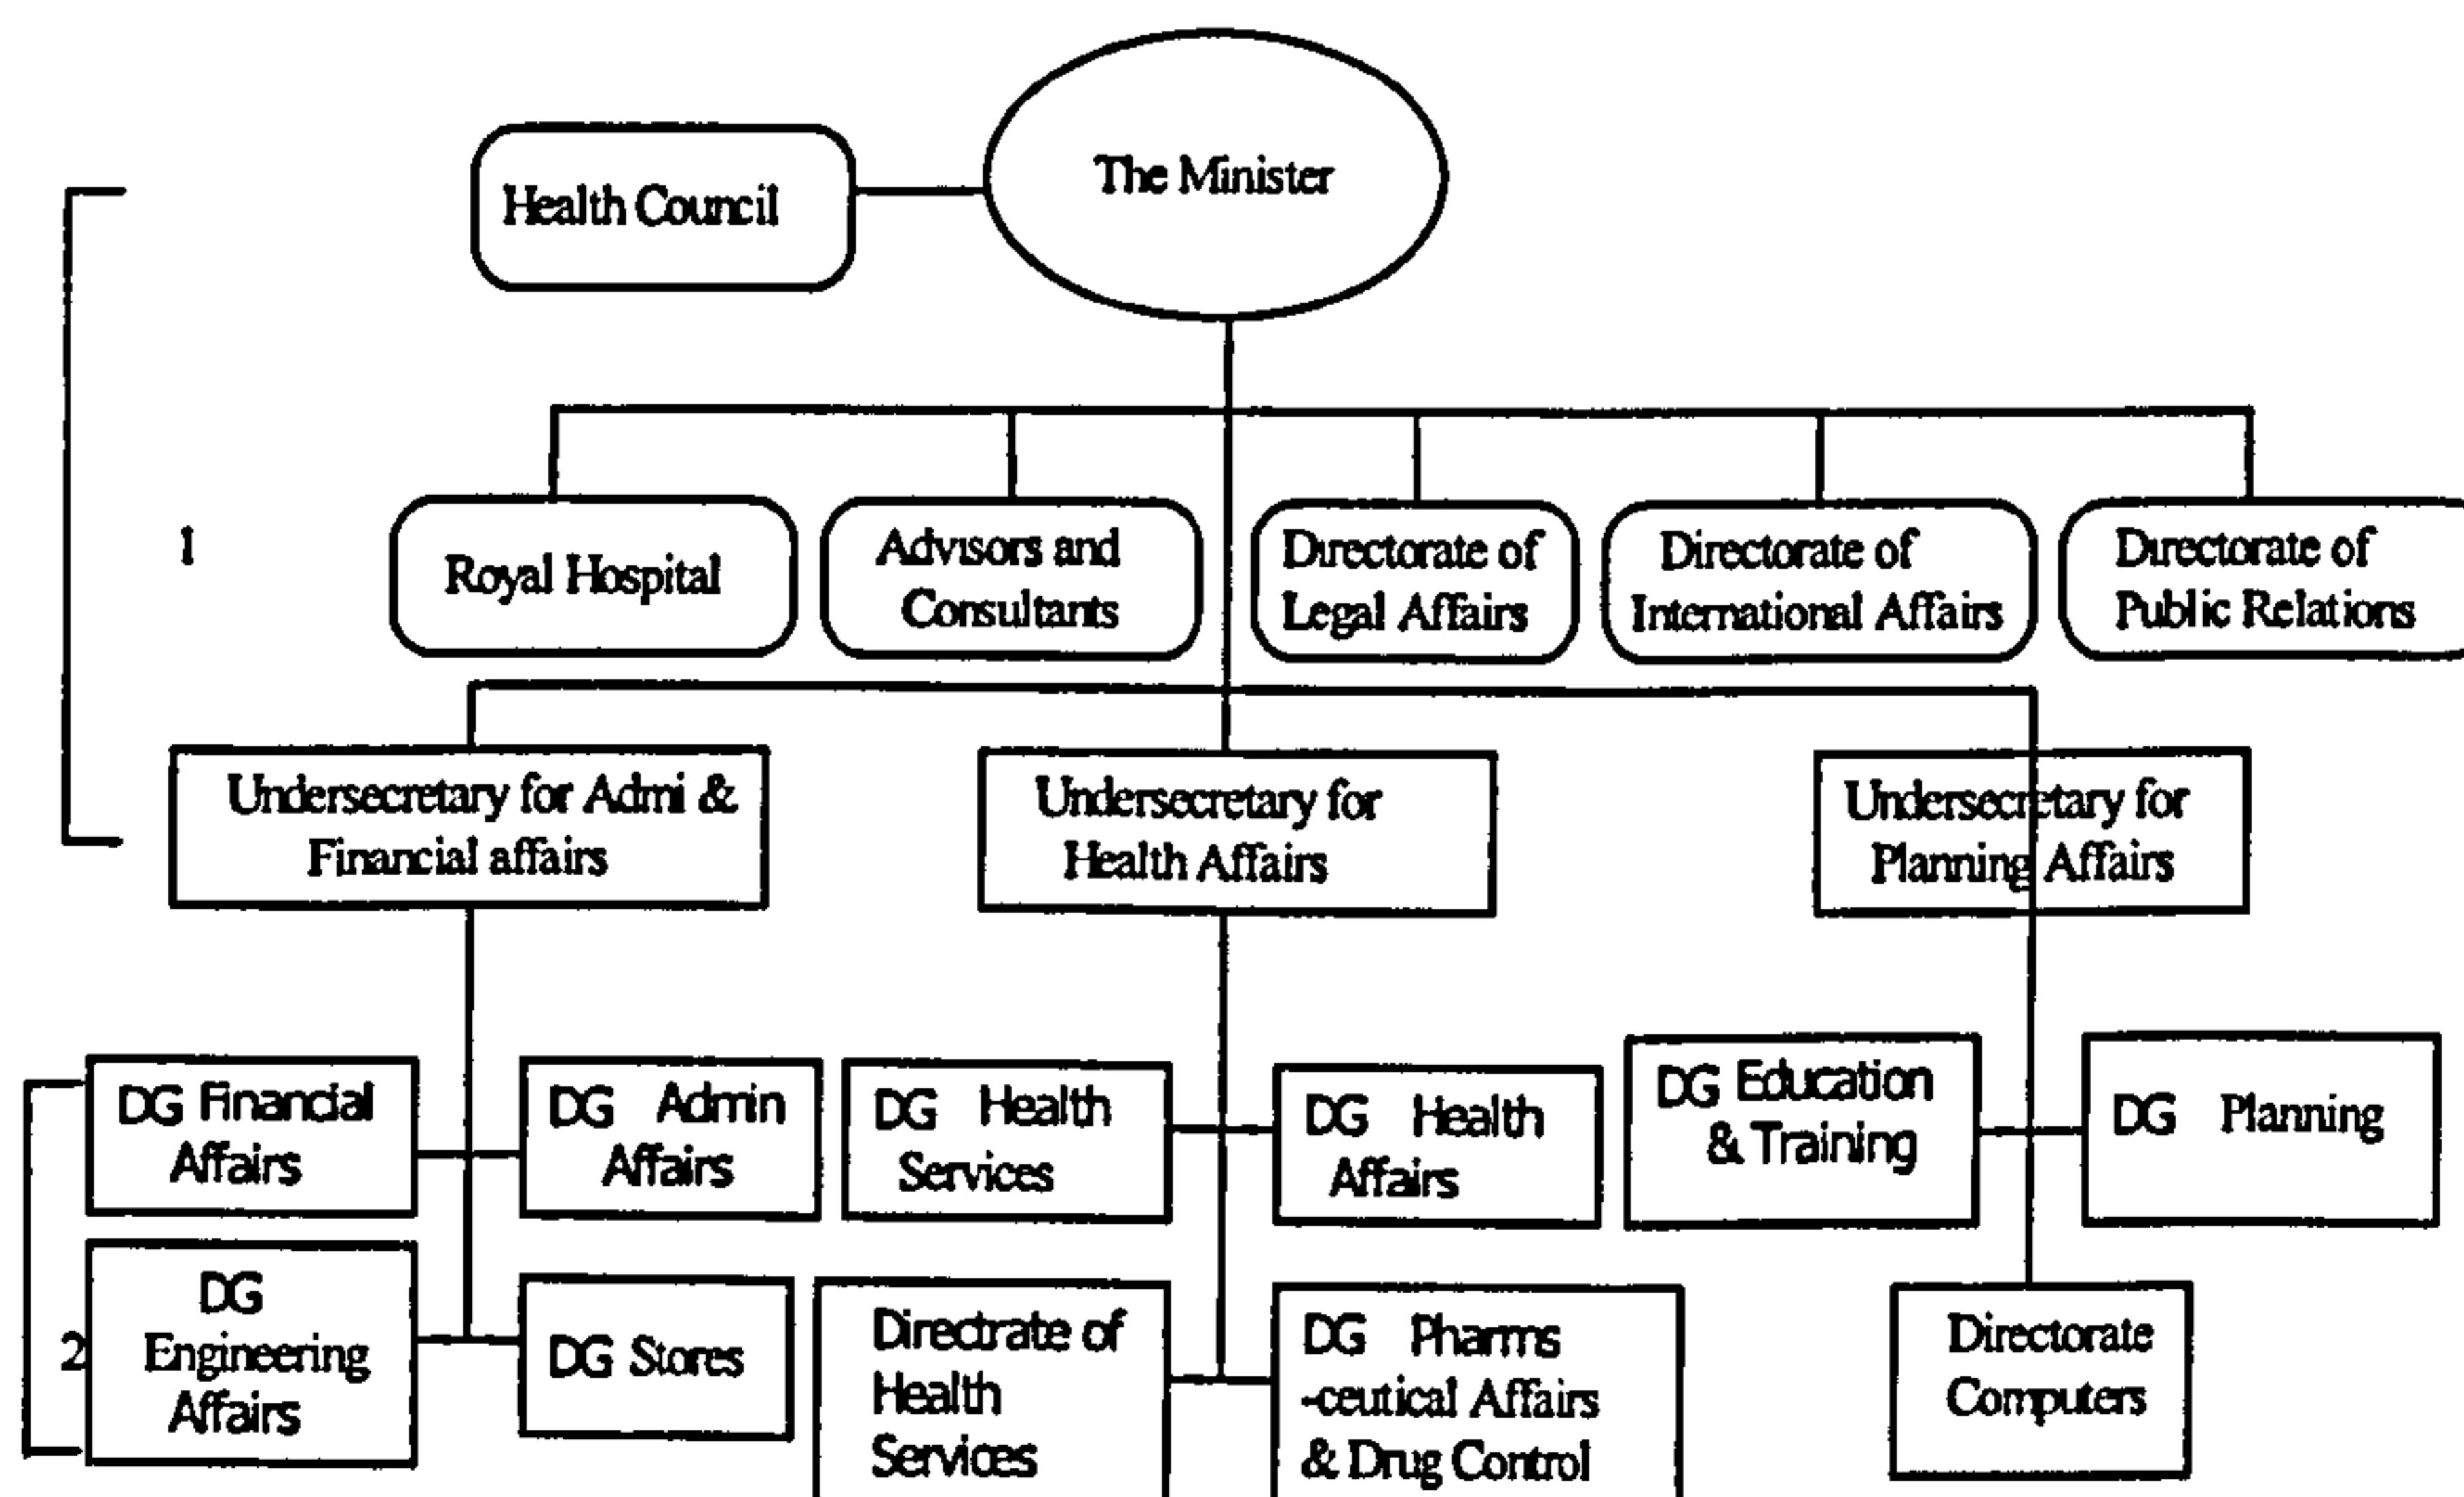 The Minister
Health Council
1
Royal Hospital
Advisors and
Consultants
Directorate of
Legal Affairs
Directorate of
International Affairs
Directorate of
Public Relations
Undersecretary for Admi &
Financial affairs
Undersecretary for
Health Affairs
Undersecretary for
Planning Affairs
DG Financial
Affairs
DG Admin
Affairs
DG Health
Services
DG Health
Affairs
DG Education
& Training
DG Planning
2
DG
Engineering
Affairs
DG Stores
Directrate of
Health
Services
DG Pharms
-ceutical Affairs
& Drug Control
Directorate
Computers